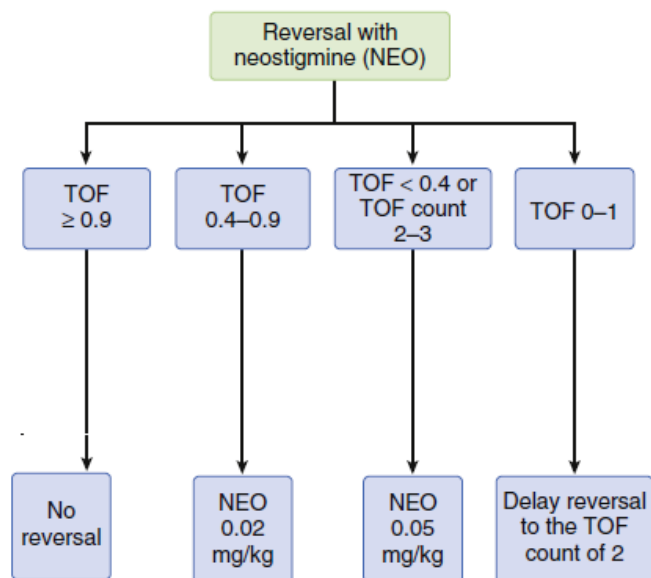 Reversal with
neostigmine (NEO)
TOF
≥ 0.9
TOF
0.4–0.9
TOF < 0.4 or
TOF count
2–3
TOF 0–1
No
reversal
NEO
0.02
mg/kg
NEO
0.05
mg/kg
Delay reversal
to the TOF
count of 2